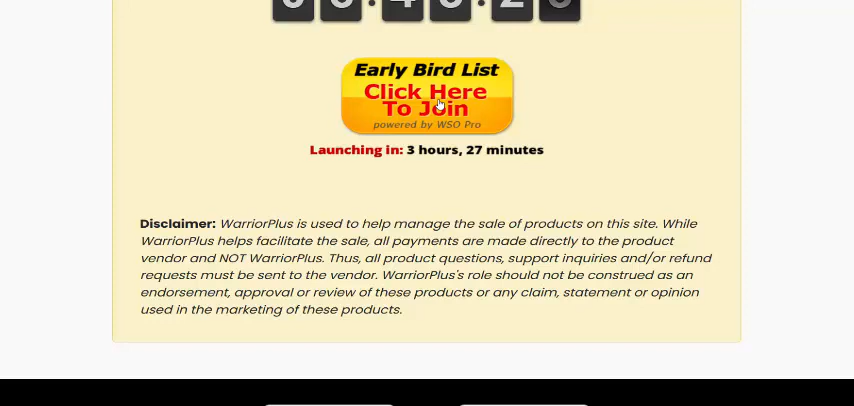 Early Bird List
Click Here
To Join
powered by WSO Pro
Launching in: 3 hours, 27 minutes
Disclaimer: WarriorPlus is used to help manage the sale of products on this site. While
WarriorPlus helps facilitate the sale, all payments are made directly to the product
vendor and NOT WarriorPlus. Thus, all product questions, support inquiries and/or refund
requests must be sent to the vendor. WarriorPlus's role should not be construed as an
endorsement, approval or review of these products or any claim, statement or opinion
used in the marketing of these products.